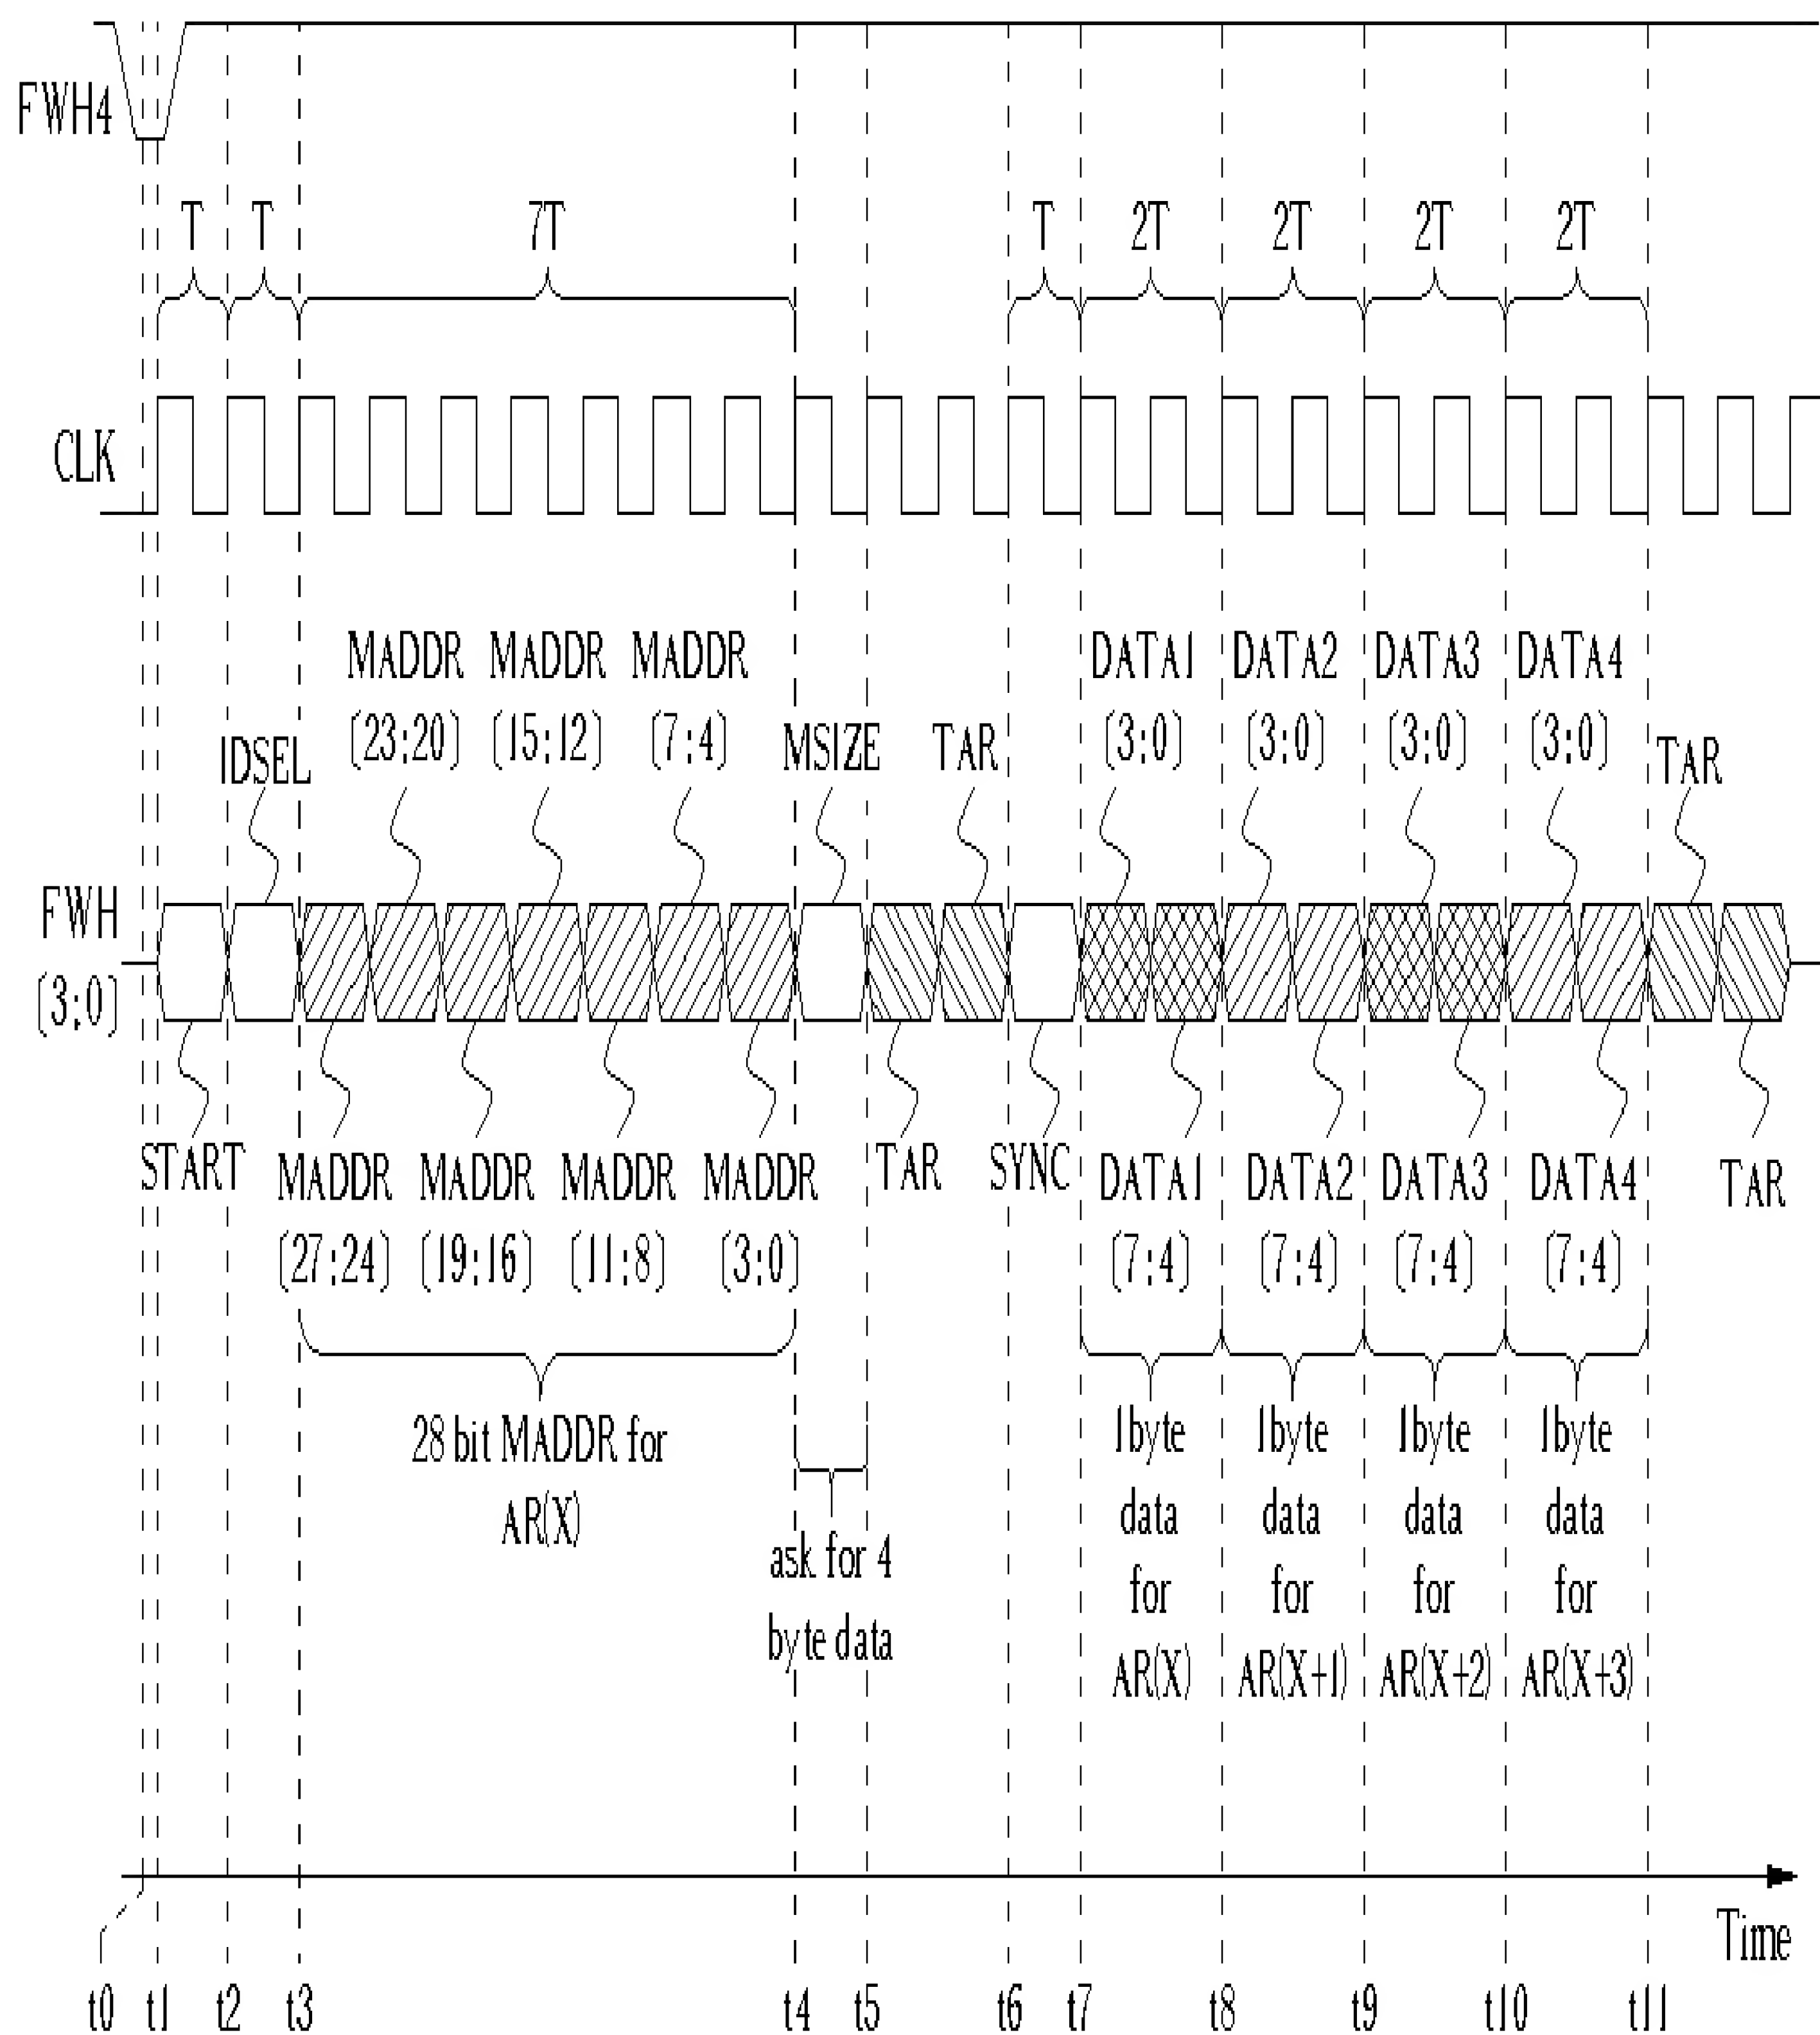 FWH4
T T 7T T 2T 2T 2T 2T
CLK
MADDR MADDR MADDR DATA1 DATA2 DATA3 DATA4
(23:20) (15:12) (7:4) (3:0) (3:0) (3:0) (3:0)
IDSEL MSIZE TAR TAR
FWH
(3:0)
START TAR SYNC TAR
MADDR MADDR MADDR MADDR DATA1 DATA2 DATA3 DATA4
(27:24) (19:16) (11:8) (3:0) (7:4) (7:4) (7:4) (7:4)
28 bit MADDR for
AR(X)
ask for 4
byte data
1byte 1byte 1byte 1byte
data data data data
for for for for
AR(X) AR(X+1) AR(X+2) AR(X+3)
Time
t0 t1 t2 t3 t4 t5 t6 t7 t8 t9 t10 t11